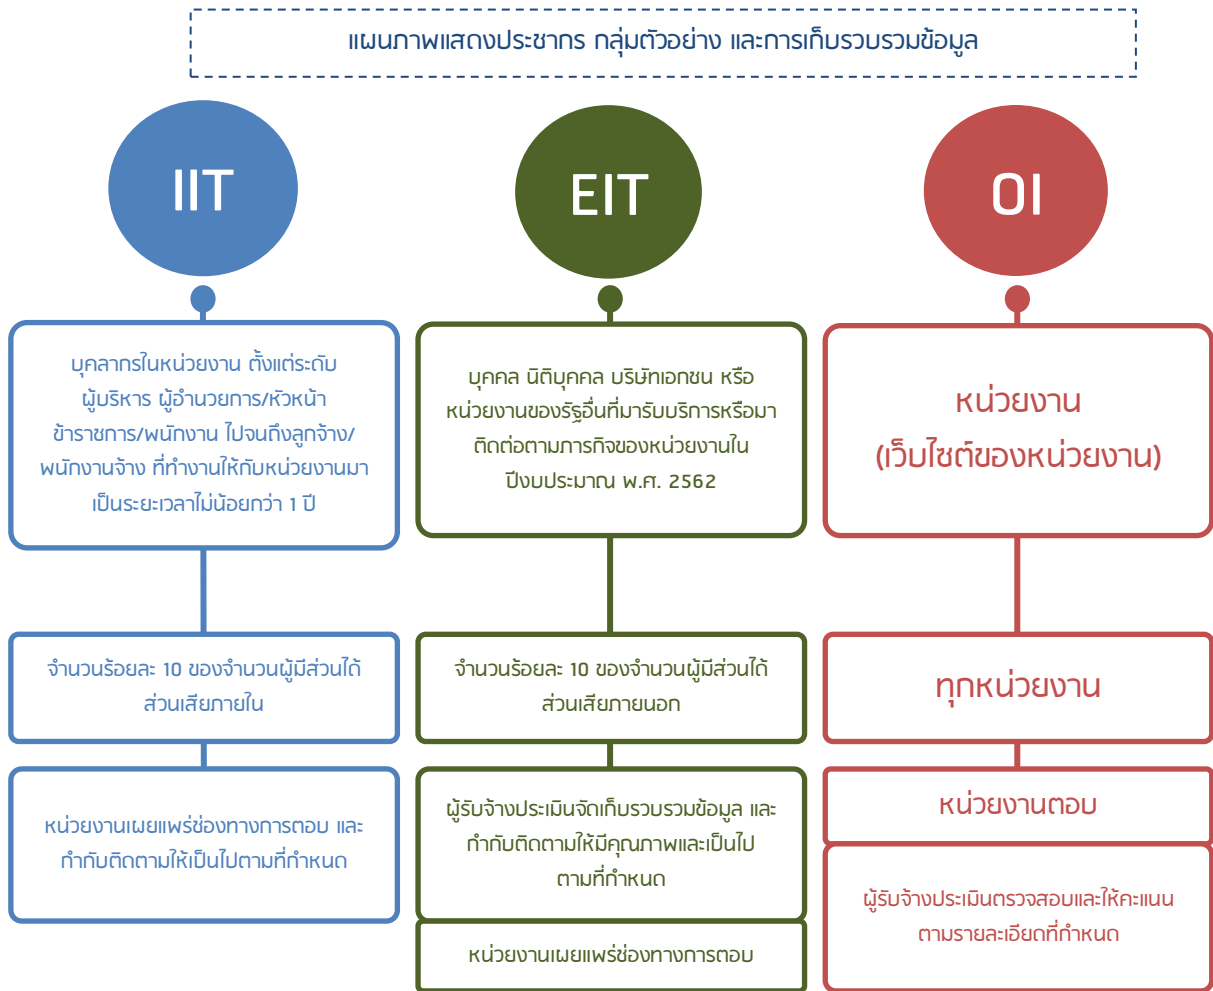 แผนภาพแสดงประชากร กลุ่มตัวอย่าง และการเก็บรวบรวมข้อมูล
IIT
บุคลากรในหน่วยงาน ตั้งแต่ระดับ
ผู้บริหาร ผู้อำนวยการ/หัวหน้า
ข้าราชการ/พนักงาน ไปจนถึงลูกจ้าง/
พนักงานจ้าง ที่ทำงานให้กับหน่วยงานมา
เป็นระยะเวลาไม่น้อยกว่า 1 ปี
จำนวนร้อยละ 10 ของจำนวนผู้มีส่วนได้
ส่วนเสียภายใน
หน่วยงานเผยแพร่ช่องทางการตอบ และ
กำกับติดตามให้เป็นไปตามที่กำหนด
EIT
บุคคล นิติบุคคล บริษัทเอกชน หรือ
หน่วยงานของรัฐอื่นที่มารับบริการหรือมา
ติดต่อตามภารกิจของหน่วยงานใน
ปีงบประมาณ พ.ศ. 2562
จำนวนร้อยละ 10 ของจำนวนผู้มีส่วนได้
ส่วนเสียภายนอก
ผู้รับจ้างประเมินจัดเก็บรวบรวมข้อมูล และ
กำกับติดตามให้มีคุณภาพและเป็นไป
ตามที่กำหนด
หน่วยงานเผยแพร่ช่องทางการตอบ
OI
หน่วยงาน
(เว็บไซต์ของหน่วยงาน)
ทุกหน่วยงาน
หน่วยงานตอบ
ผู้รับจ้างประเมินตรวจสอบและให้คะแนน
ตามรายละเอียดที่กำหนด